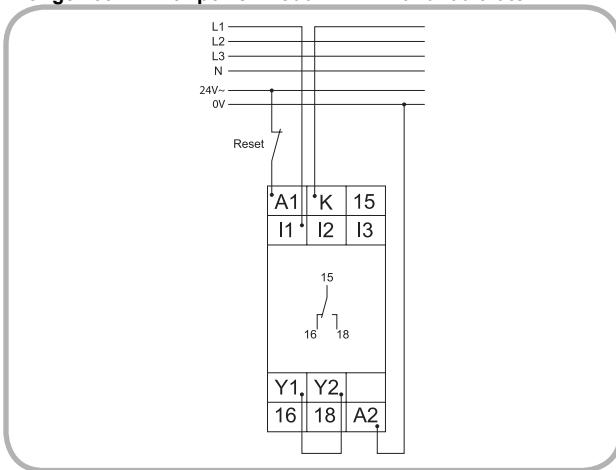 L1
L2
L3
N
24V~
0V
Reset
A1 K 15
I1 I2 I3
15
16 18
Y1 Y2
16 18 A2